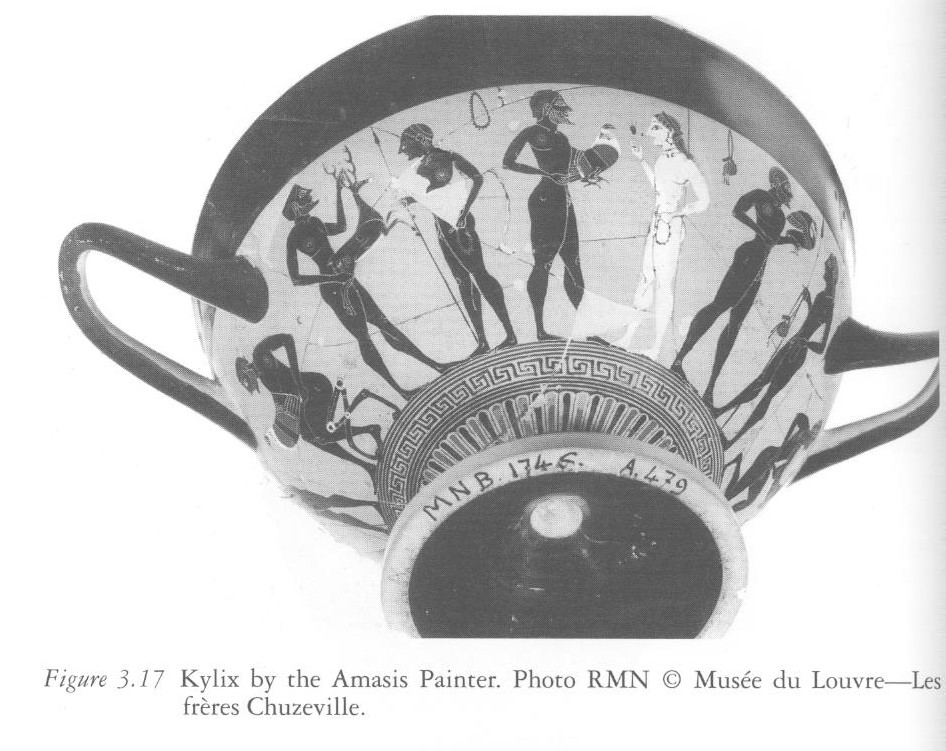 MNB.1746. A.479
Figure 3.17 Kylix by the Amasis Painter. Photo RMN © Musée du Louvre—Les
frères Chuzeville.